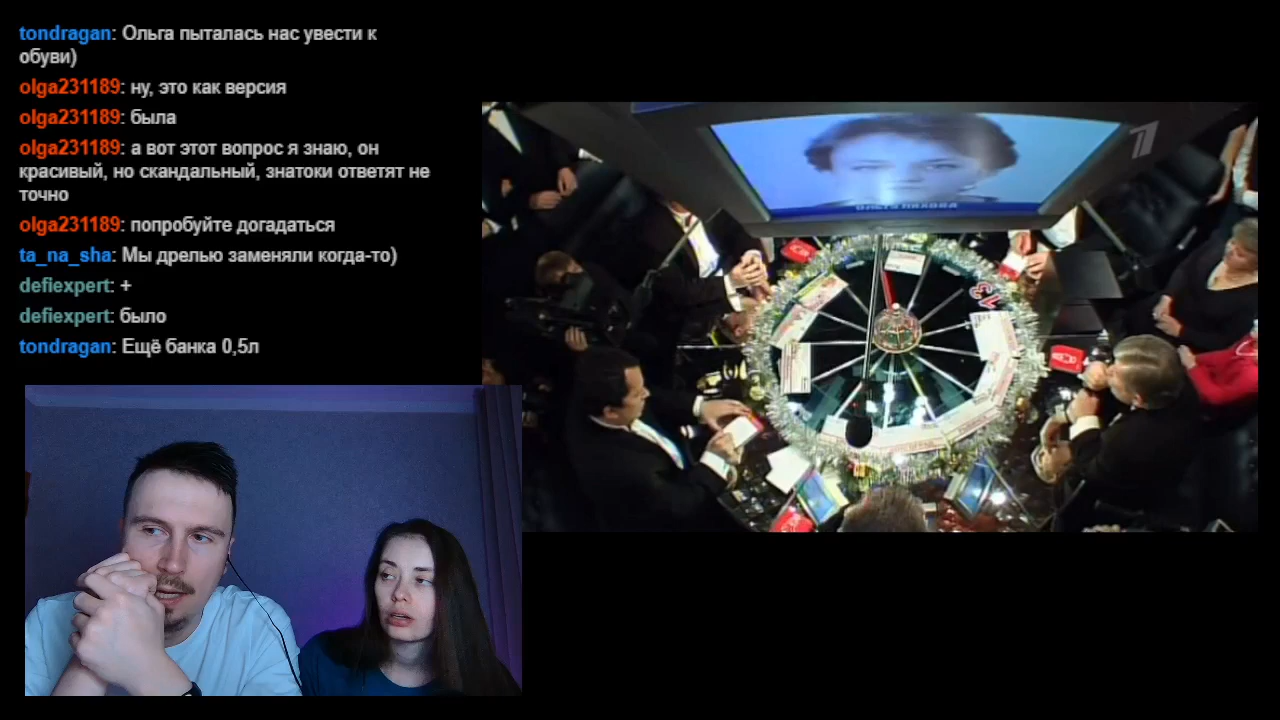 tondragan: Ольга пыталась нас увести к
обуви)
olga231189: ну, это как версия
olga231189: была
olga231189: а вот этот вопрос я знаю, он
красивый, но скандальный, знатоки ответят не
точно
olga231189: попробуйте догадаться
ta_na_sha: Мы дрелью заменяли когда-то)
defiexpert: +
defiexpert: было
tondragan: Ещё банка 0,5л
1
13